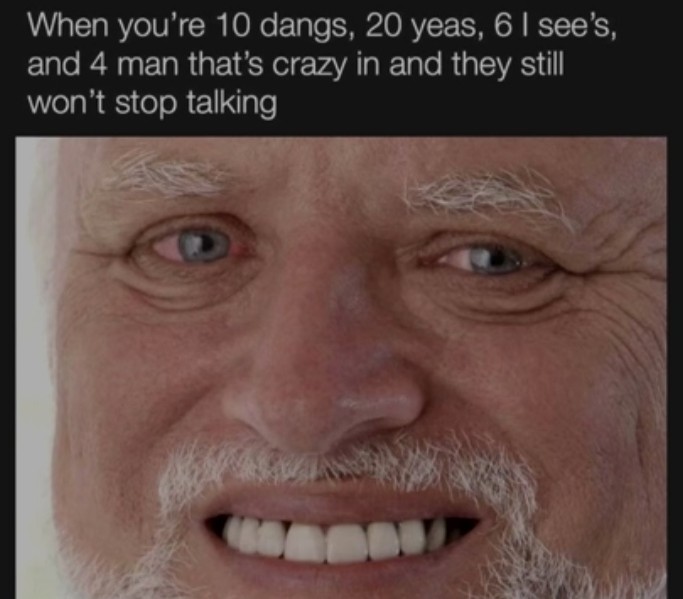 When you're 10 dangs, 20 yeas, 6 I see's,
and 4 man that's crazy in and they still
won't stop talking